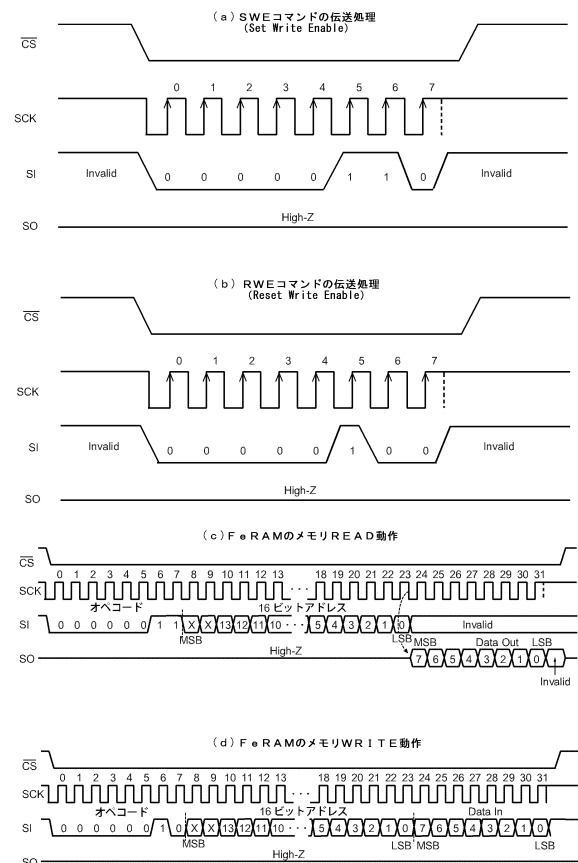 (a) SWEコマンドの伝送処理
(Set Write Enable)
CS
0 1 2 3 4 5 6 7
SCK
SI Invalid 0 0 0 0 0 1 1 0 Invalid
High-Z
SO
(b) RWEコマンドの伝送処理
(Reset Write Enable)
CS
0 1 2 3 4 5 6 7
SCK
SI Invalid 0 0 0 0 0 1 0 0 Invalid
High-Z
SO
(c) FeRAMのメモリREAD動作
CS
0 1 2 3 4 5 6 7 8 9 10 11 12 13 18 19 20 21 22 23 24 25 26 27 28 29 30 31
SCK ···
オペコード 16ビットアドレス
SI 0 0 0 0 0 0 1 1 X X 13 12 11 10 ··· 5 4 3 2 1 0 Invalid
MSB LSB
High-Z MSB Data Out LSB
SO 7 6 5 4 3 2 1 0
Invalid
(d) FeRAMのメモリWRITE動作
CS
0 1 2 3 4 5 6 7 8 9 10 11 12 13 18 19 20 21 22 23 24 25 26 27 28 29 30 31
SCK ···
オペコード 16ビットアドレス Data In
SI 0 0 0 0 0 0 1 0 X X 13 12 11 10 ··· 5 4 3 2 1 0 7 6 5 4 3 2 1 0
MSB LSB MSB LSB
High-Z
SO